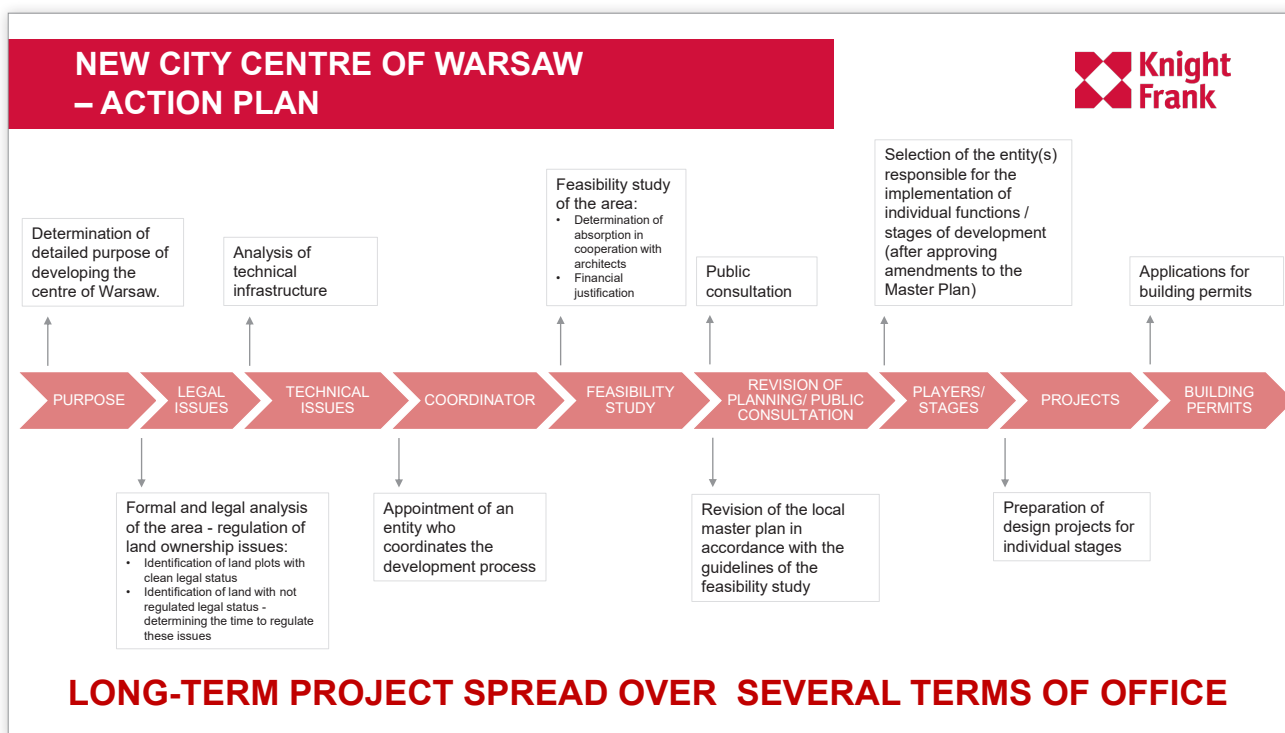 NEW CITY CENTRE OF WARSAW
– ACTION PLAN
Knight
Frank
Determination of
detailed purpose of
developing the
centre of Warsaw.
Analysis of
technical
infrastructure
Feasibility study
of the area:
• Determination of
absorption in
cooperation with
architects
• Financial
justification
Public
consultation
Selection of the entity(s)
responsible for the
implementation of
individual functions /
stages of development
(after approving
amendments to the
Master Plan)
Applications for
building permits
PURPOSE
LEGAL
ISSUES
TECHNICAL
ISSUES
COORDINATOR
FEASIBILITY
STUDY
REVISION OF
PLANNING/ PUBLIC
CONSULTATION
PLAYERS/
STAGES
PROJECTS
BUILDING
PERMITS
Formal and legal analysis
of the area - regulation of
land ownership issues:
• Identification of land plots with
clean legal status
• Identification of land with not
regulated legal status -
determining the time to regulate
these issues
Appointment of an
entity who
coordinates the
development process
Revision of the local
master plan in
accordance with the
guidelines of the
feasibility study
Preparation of
design projects for
individual stages
LONG-TERM PROJECT SPREAD OVER SEVERAL TERMS OF OFFICE